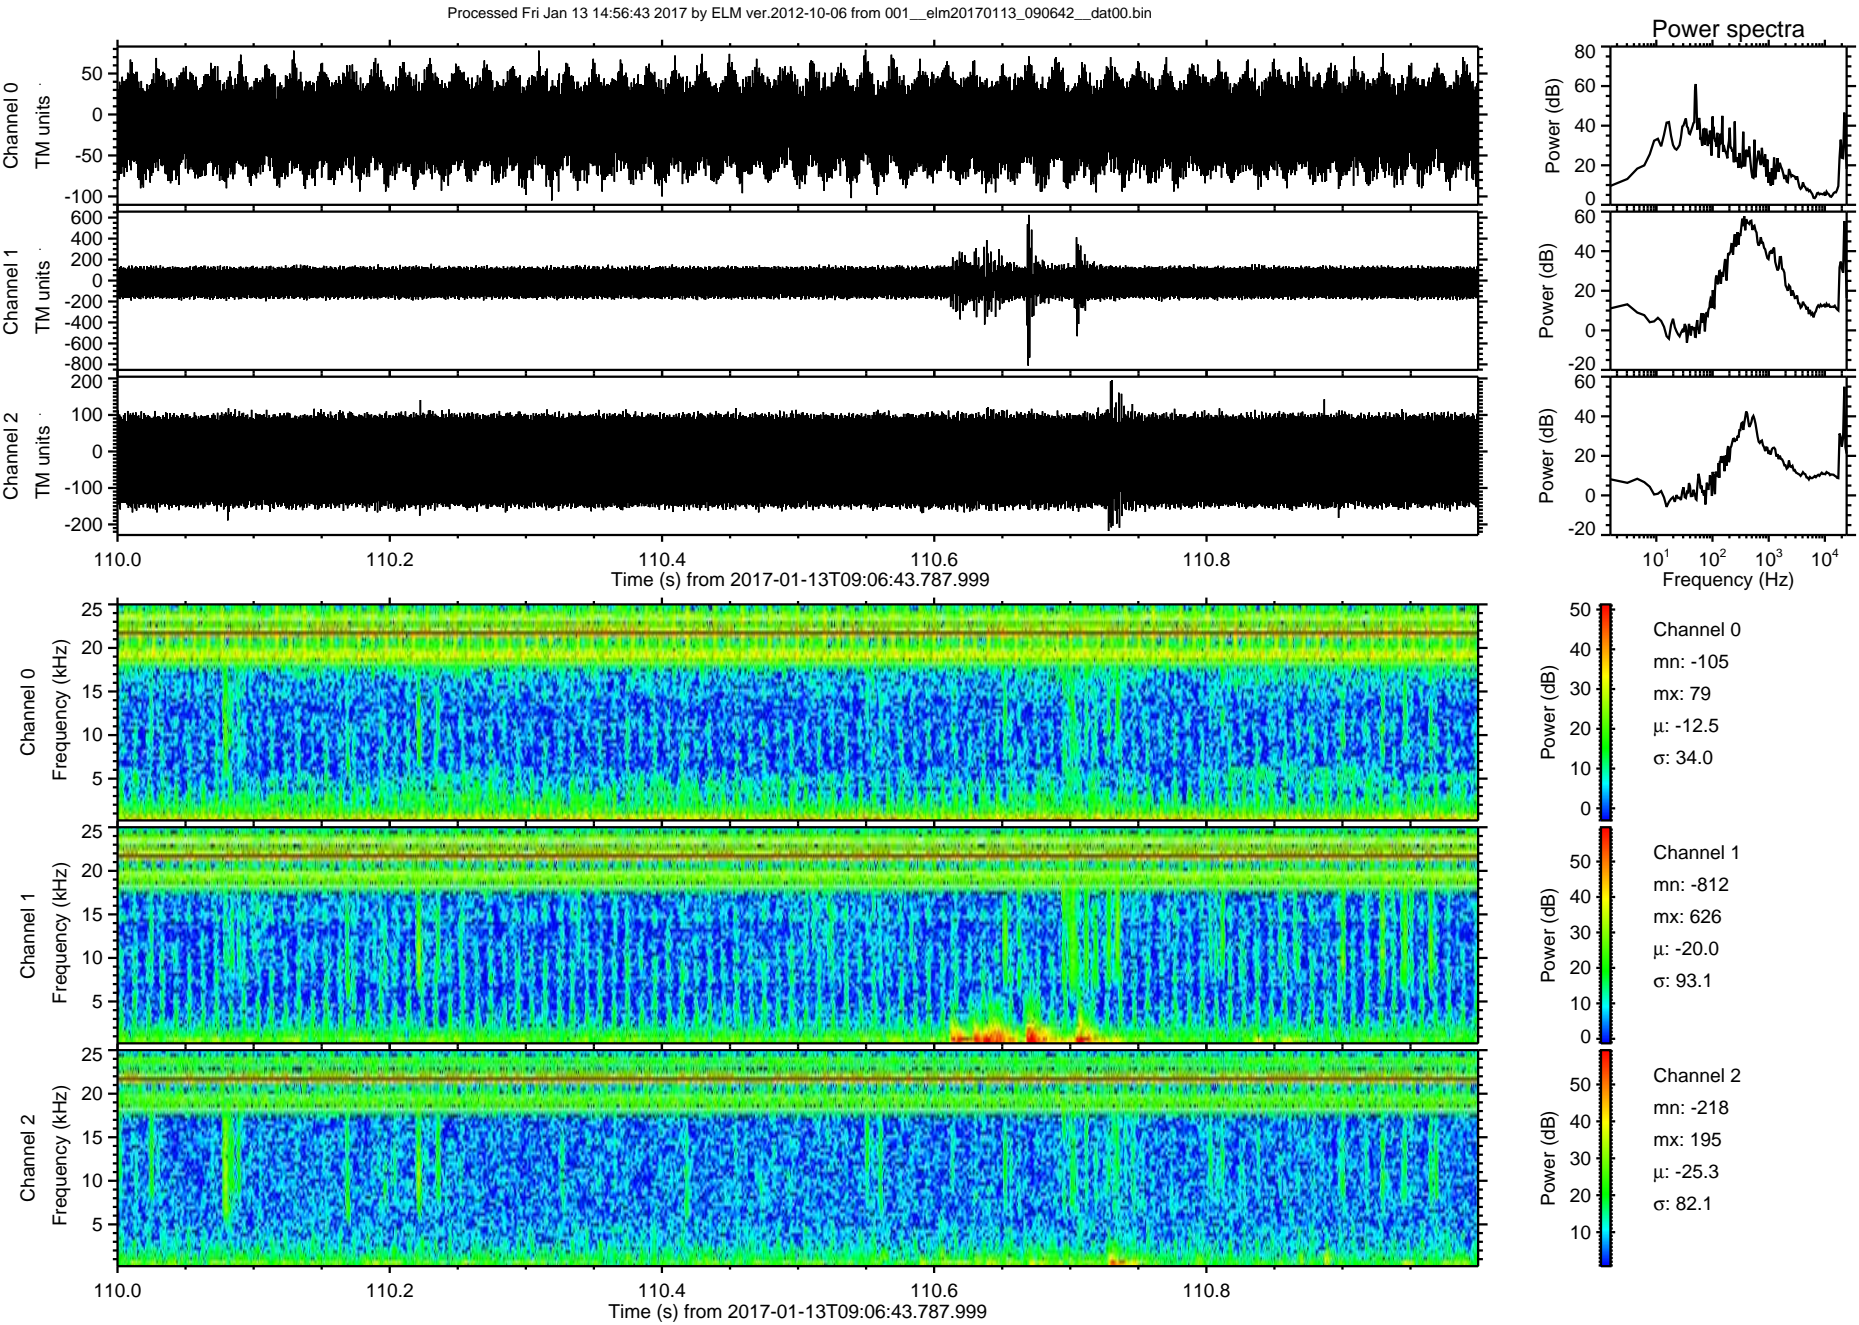 Processed Fri Jan 13 14:56:43 2017 by ELM ver.2012-10-06 from 001__elm20170113_090642__dat00.bin
Power spectra
Channel 0
TM units
50
0
-50
-100
Power (dB)
80
60
40
20
0
Channel 1
TM units
600
400
200
0
-200
-400
-600
-800
Power (dB)
60
40
20
0
-20
Channel 2
TM units
200
100
0
-100
-200
Power (dB)
60
40
20
0
-20
110.0 110.2 110.4 110.6 110.8
Time (s) from 2017-01-13T09:06:43.787.999
10^1 10^2 10^3 10^4
Frequency (Hz)
Channel 0
Frequency (kHz)
25
20
15
10
5
Power (dB)
50
40
30
20
10
0
Channel 0
mn: -105
mx: 79
μ: -12.5
σ: 34.0
Channel 1
Frequency (kHz)
25
20
15
10
5
Power (dB)
50
40
30
20
10
0
Channel 1
mn: -812
mx: 626
μ: -20.0
σ: 93.1
Channel 2
Frequency (kHz)
25
20
15
10
5
Power (dB)
50
40
30
20
10
Channel 2
mn: -218
mx: 195
μ: -25.3
σ: 82.1
110.0 110.2 110.4 110.6 110.8
Time (s) from 2017-01-13T09:06:43.787.999